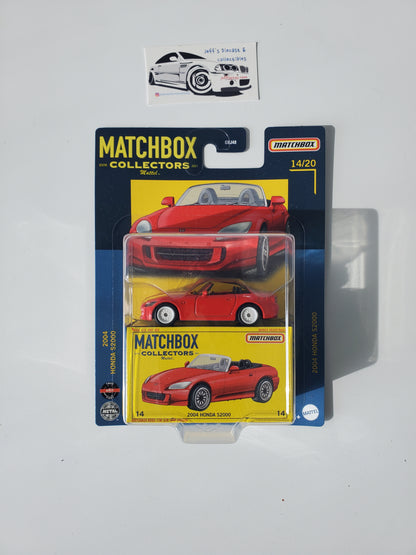 Jeff's Diecast &
collectibles
MATCHBOX
COLLECTORS
Mattel
MATCHBOX
14/20
2004
HONDA S2000
2004 HONDA S2000
MATCHBOX
COLLECTORS
MATCHBOX
14
2004 HONDA S2000
14
METAL
MATTEL